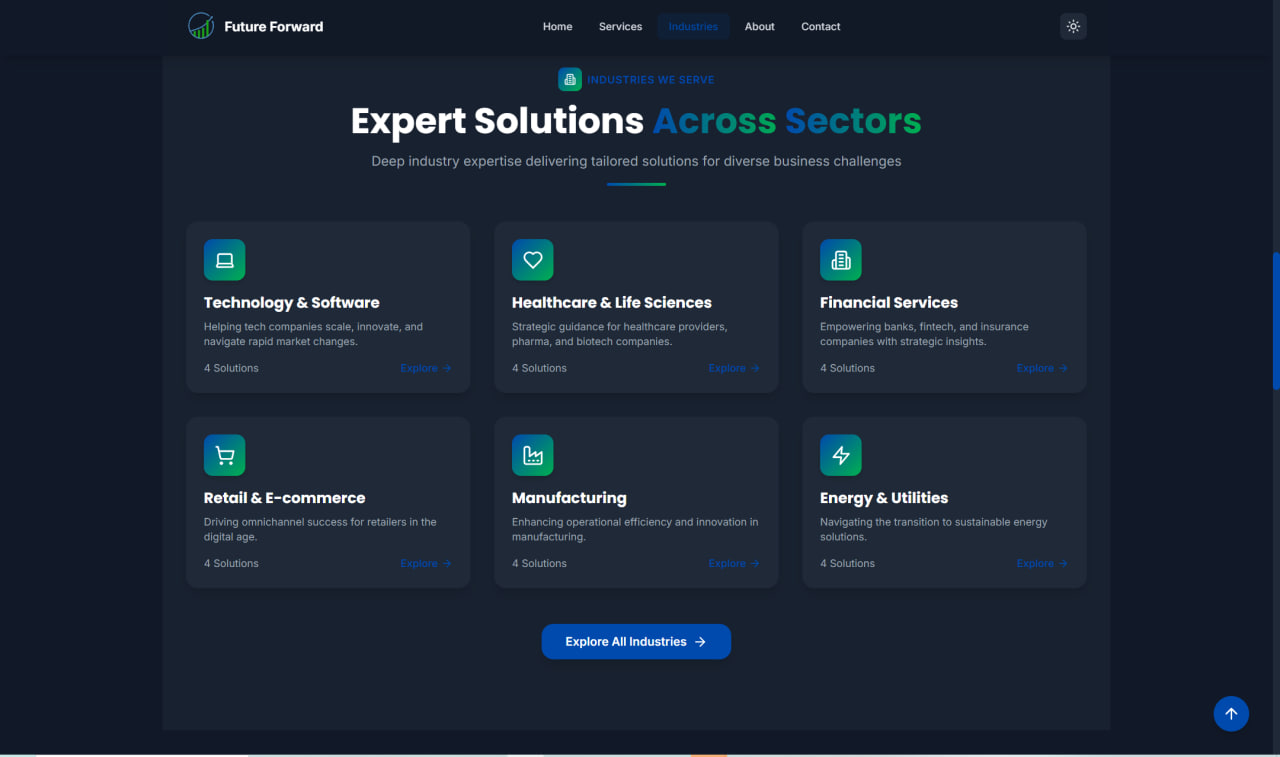 Future Forward
Home
Services
Industries
About
Contact
INDUSTRIES WE SERVE
Expert Solutions Across Sectors
Deep industry expertise delivering tailored solutions for diverse business challenges
Technology & Software
Helping tech companies scale, innovate, and
navigate rapid market changes.
4 Solutions
Explore →
Healthcare & Life Sciences
Strategic guidance for healthcare providers,
pharma, and biotech companies.
4 Solutions
Explore →
Financial Services
Empowering banks, fintech, and insurance
companies with strategic insights.
4 Solutions
Explore →
Retail & E-commerce
Driving omnichannel success for retailers in the
digital age.
4 Solutions
Explore →
Manufacturing
Enhancing operational efficiency and innovation in
manufacturing.
4 Solutions
Explore →
Energy & Utilities
Navigating the transition to sustainable energy
solutions.
4 Solutions
Explore →
Explore All Industries →